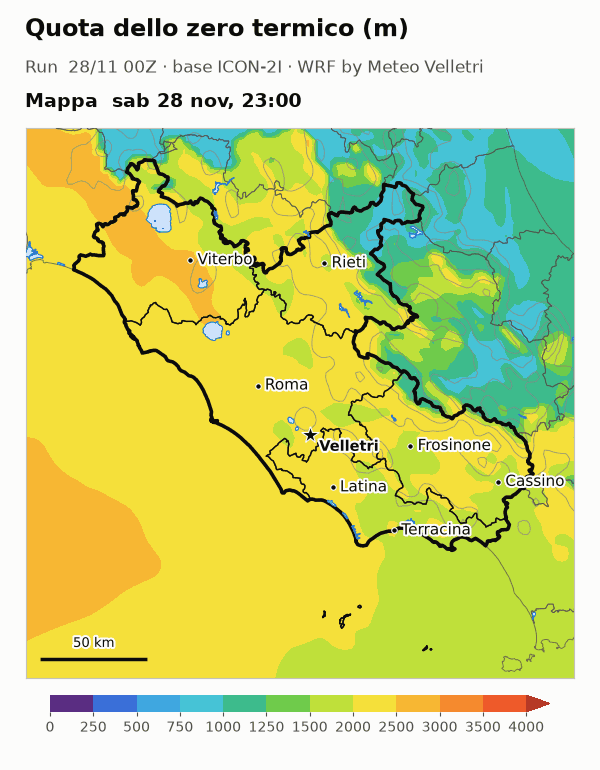 Quota dello zero termico (m)
Run  28/11 00Z · base ICON-2I · WRF by Meteo Velletri
Mappa  sab 28 nov, 23:00
Viterbo
Rieti
Roma
Velletri
Frosinone
Cassino
Latina
Terracina
50 km
0 250 500 750 1000 1250 1500 2000 2500 3000 3500 4000